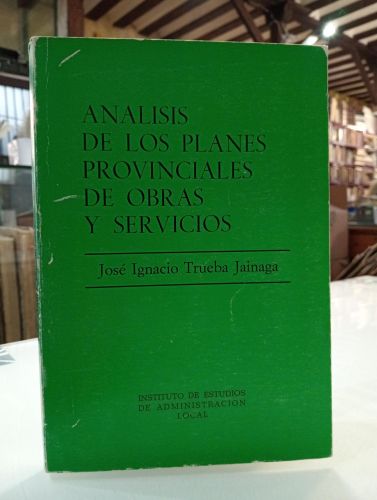 ANALISIS
DE LOS PLANES
PROVINCIALES
DE OBRAS
Y SERVICIOS
José Ignacio Trueba Jainaga
INSTITUTO DE ESTUDIOS
DE ADMINISTRACION
LOCAL